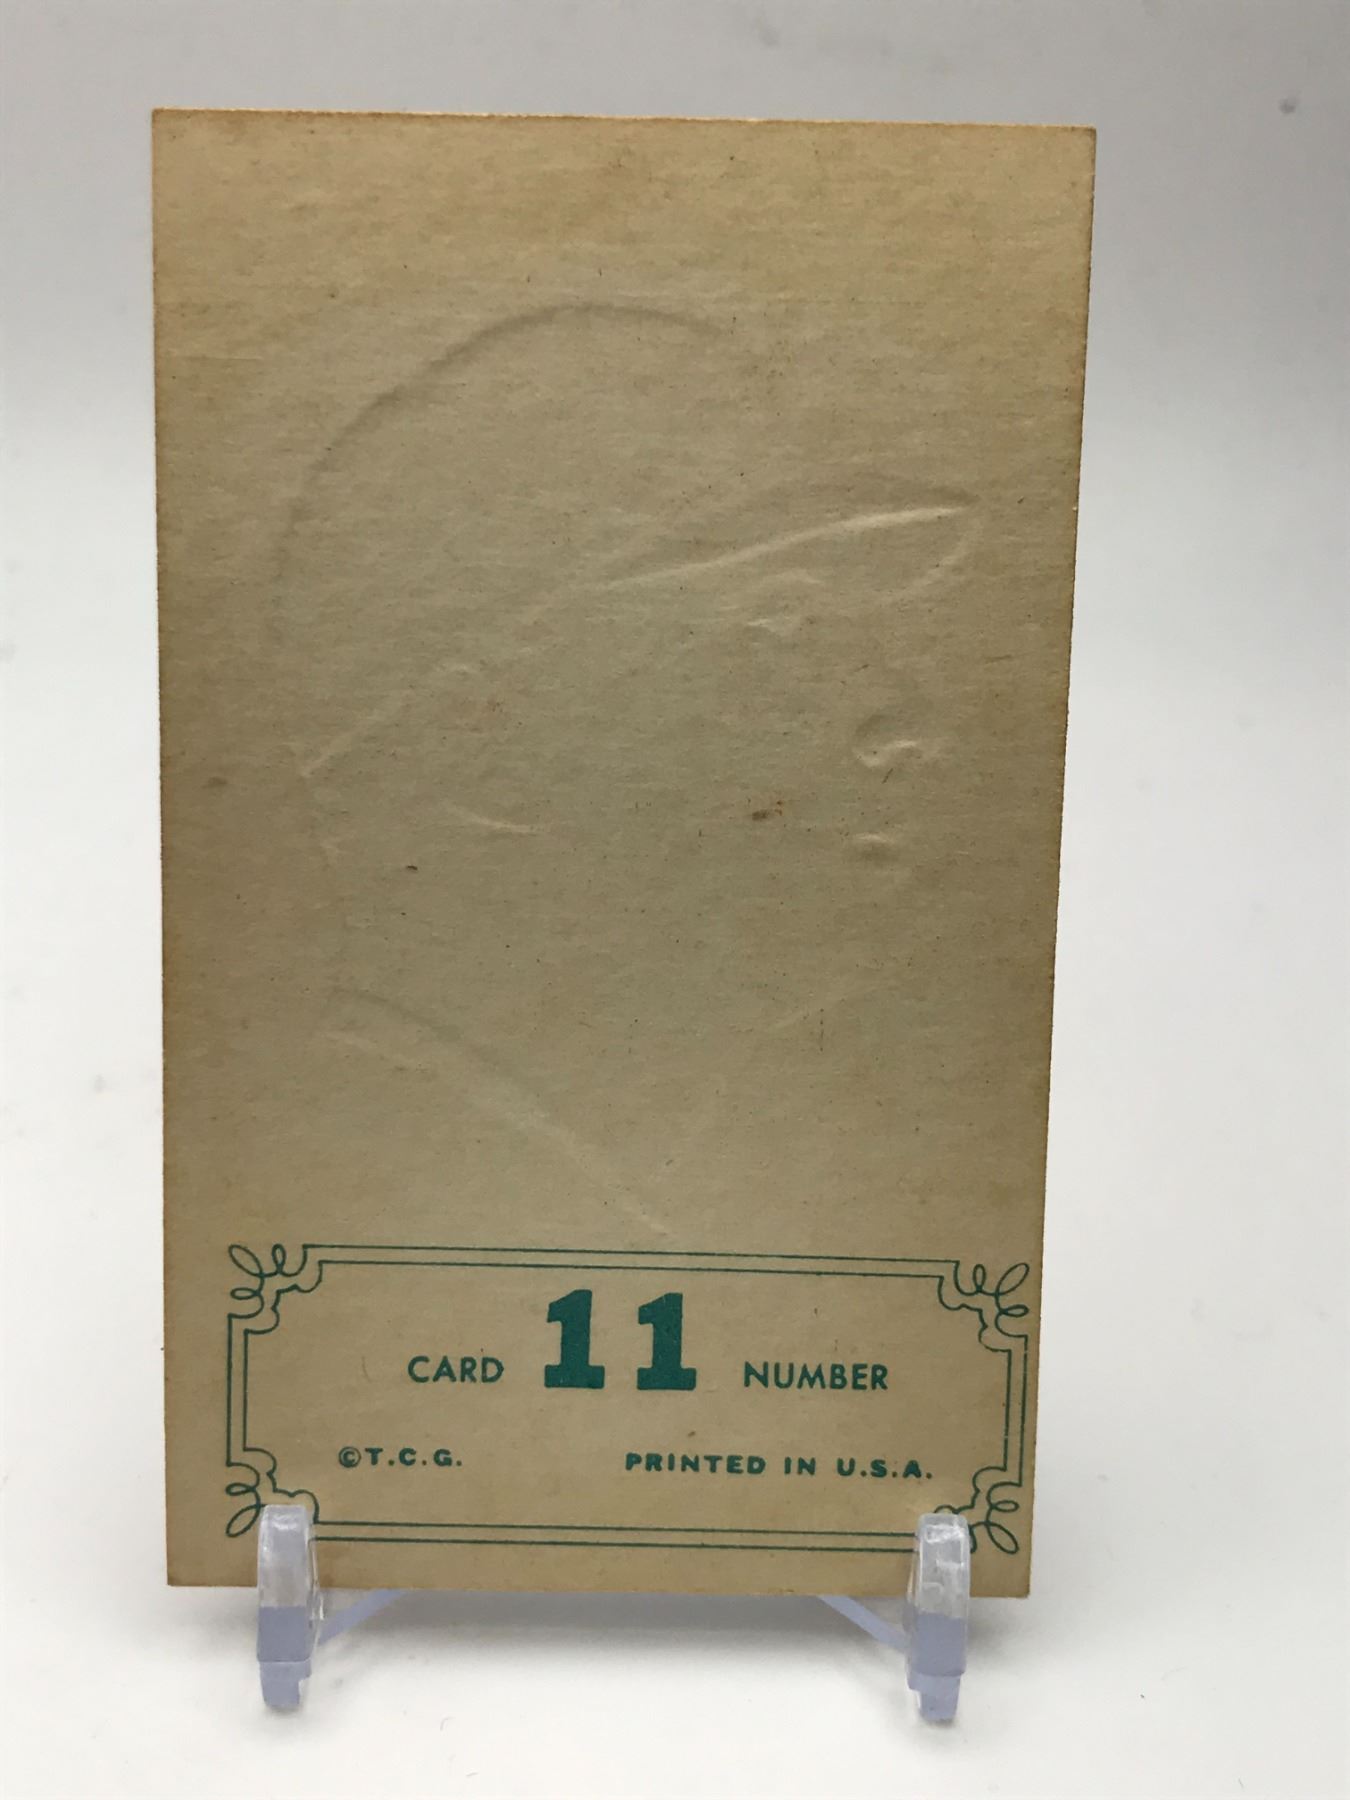 CARD 11 NUMBER
©T.C.G. PRINTED IN U.S.A.